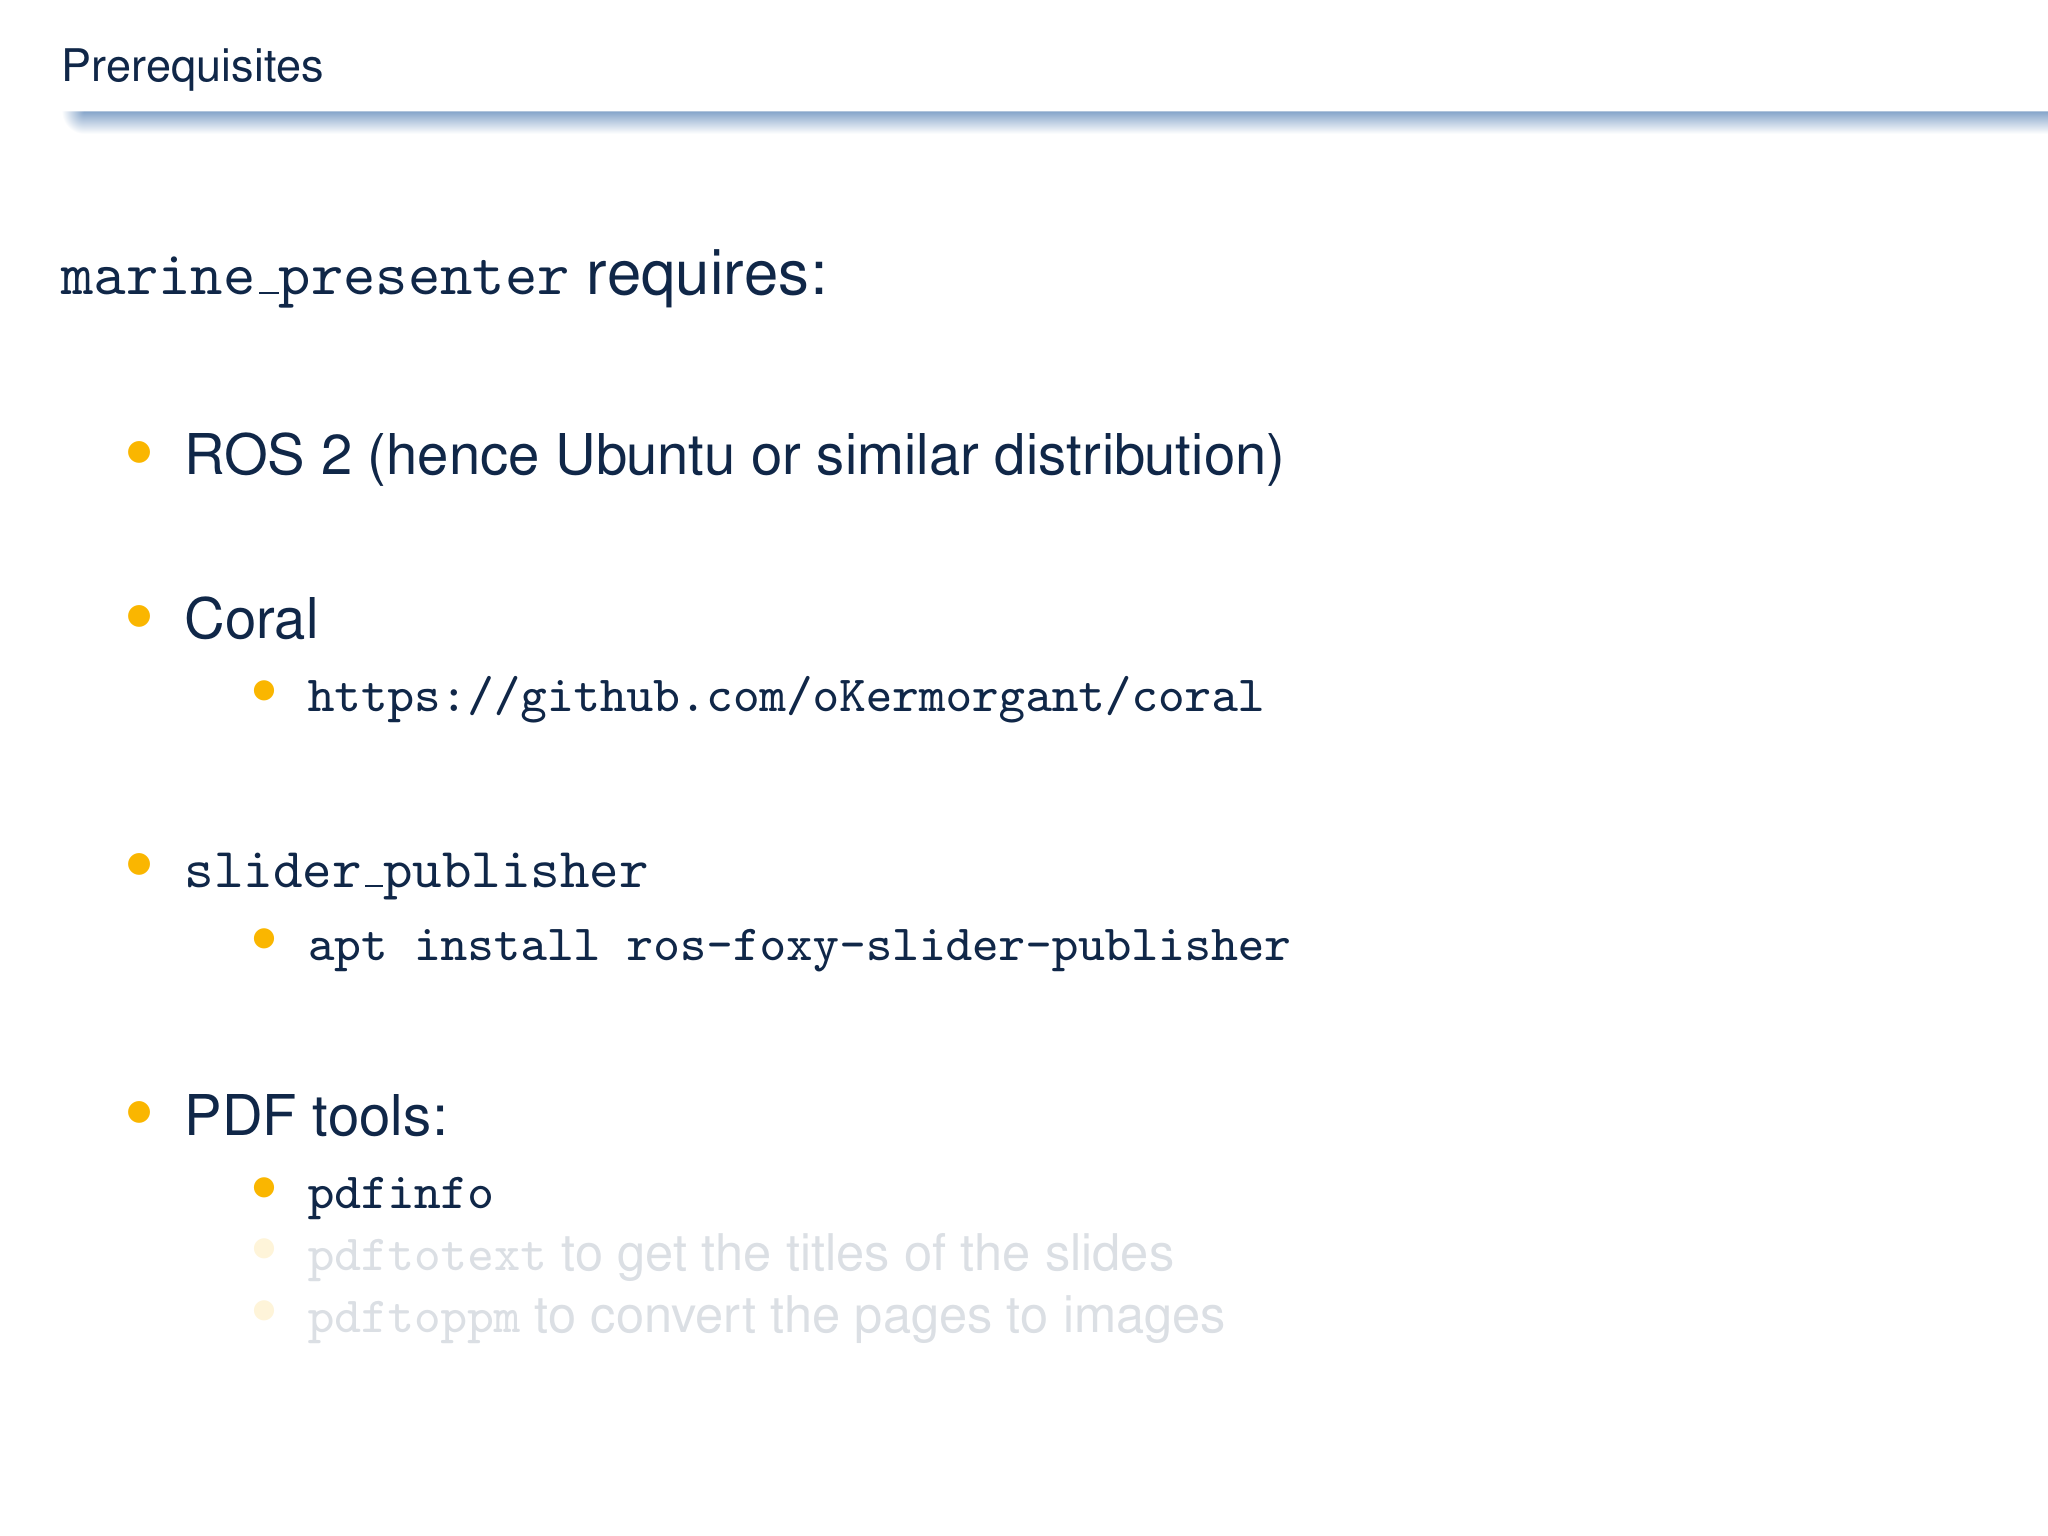 Prerequisites
marine_presenter requires:
ROS 2 (hence Ubuntu or similar distribution)
Coral
https://github.com/oKermorgant/coral
slider_publisher
apt install ros-foxy-slider-publisher
PDF tools:
pdfinfo
pdftotext to get the titles of the slides
pdftoppm to convert the pages to images